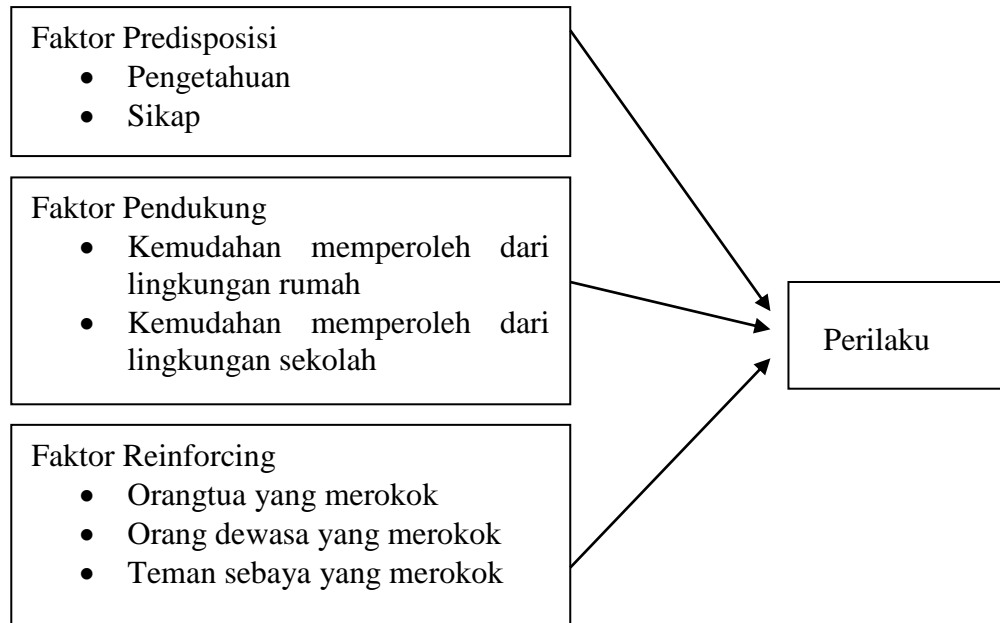 Faktor Predisposisi
• Pengetahuan
• Sikap
Faktor Pendukung
• Kemudahan memperoleh dari
lingkungan rumah
• Kemudahan memperoleh dari
lingkungan sekolah
Perilaku
Faktor Reinforcing
• Orangtua yang merokok
• Orang dewasa yang merokok
• Teman sebaya yang merokok